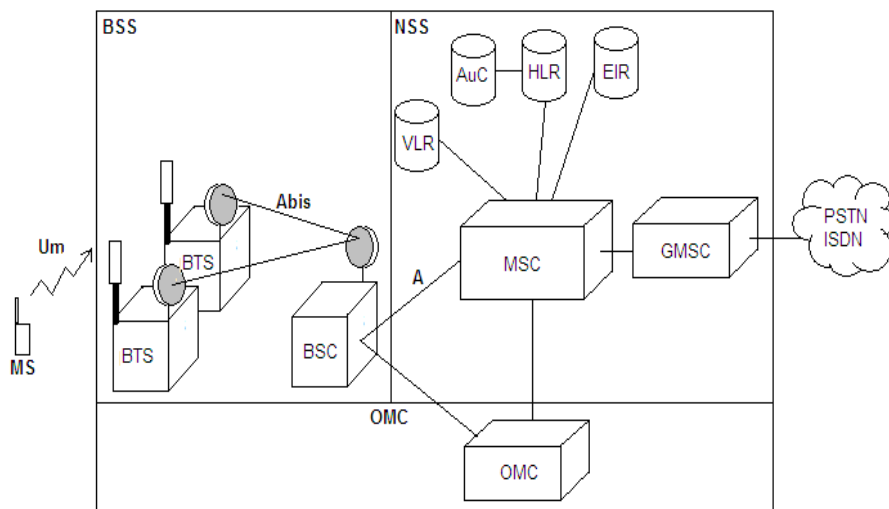 BSS
NSS
AuC
HLR
EIR
VLR
Abis
Um
BTS
MSC
GMSC
PSTN
ISDN
A
BTS
BSC
MS
OMC
OMC